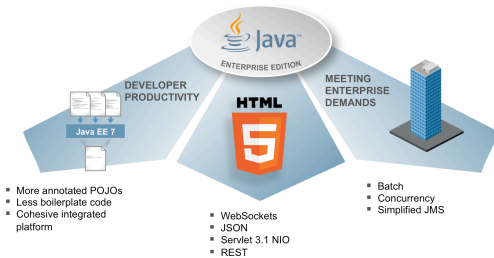 Java™
ENTERPRISE EDITION
DEVELOPER
PRODUCTIVITY
Java EE 7
▪ More annotated POJOs
▪ Less boilerplate code
▪ Cohesive integrated
platform
HTML
5
▪ WebSockets
▪ JSON
▪ Servlet 3.1 NIO
▪ REST
MEETING
ENTERPRISE
DEMANDS
▪ Batch
▪ Concurrency
▪ Simplified JMS